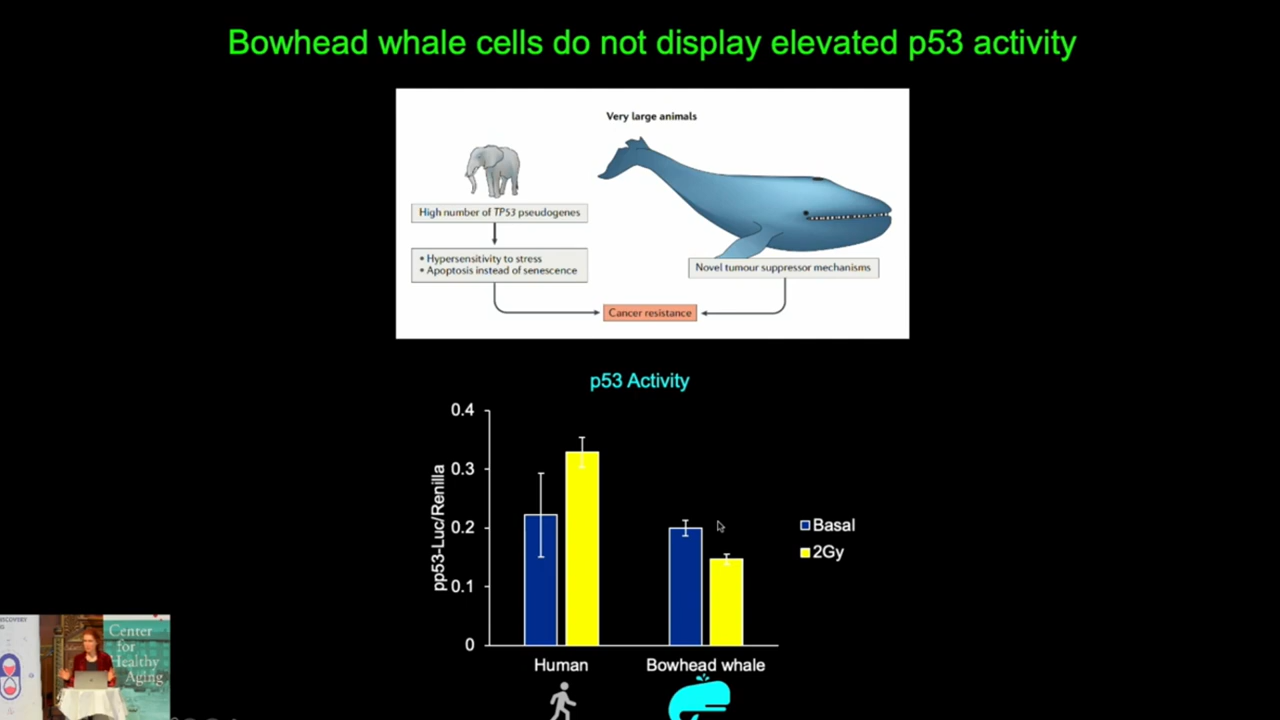 Bowhead whale cells do not display elevated p53 activity
Very large animals
High number of TP53 pseudogenes
• Hypersensitivity to stress
• Apoptosis instead of senescence
Novel tumour suppressor mechanisms
Cancer resistance
p53 Activity
pp53-Luc/Renilla
0.4
0.3
0.2
0.1
0
Basal
2Gy
Human
Bowhead whale
Center
for
Healthy
Aging